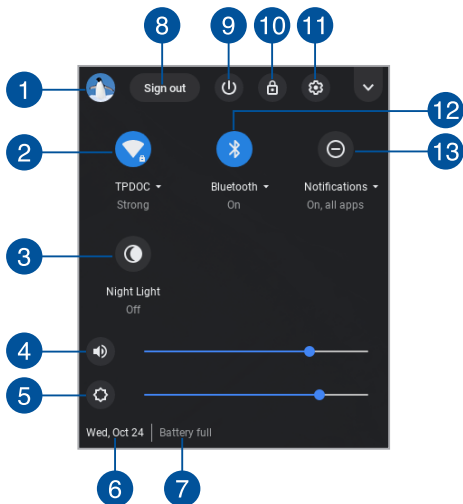 8
9
10
11
1
Sign out
12
2
13
TPDOC
Bluetooth
Notifications
Strong
On
On, all apps
3
Night Light
Off
4
5
Wed, Oct 24
Battery full
6
7